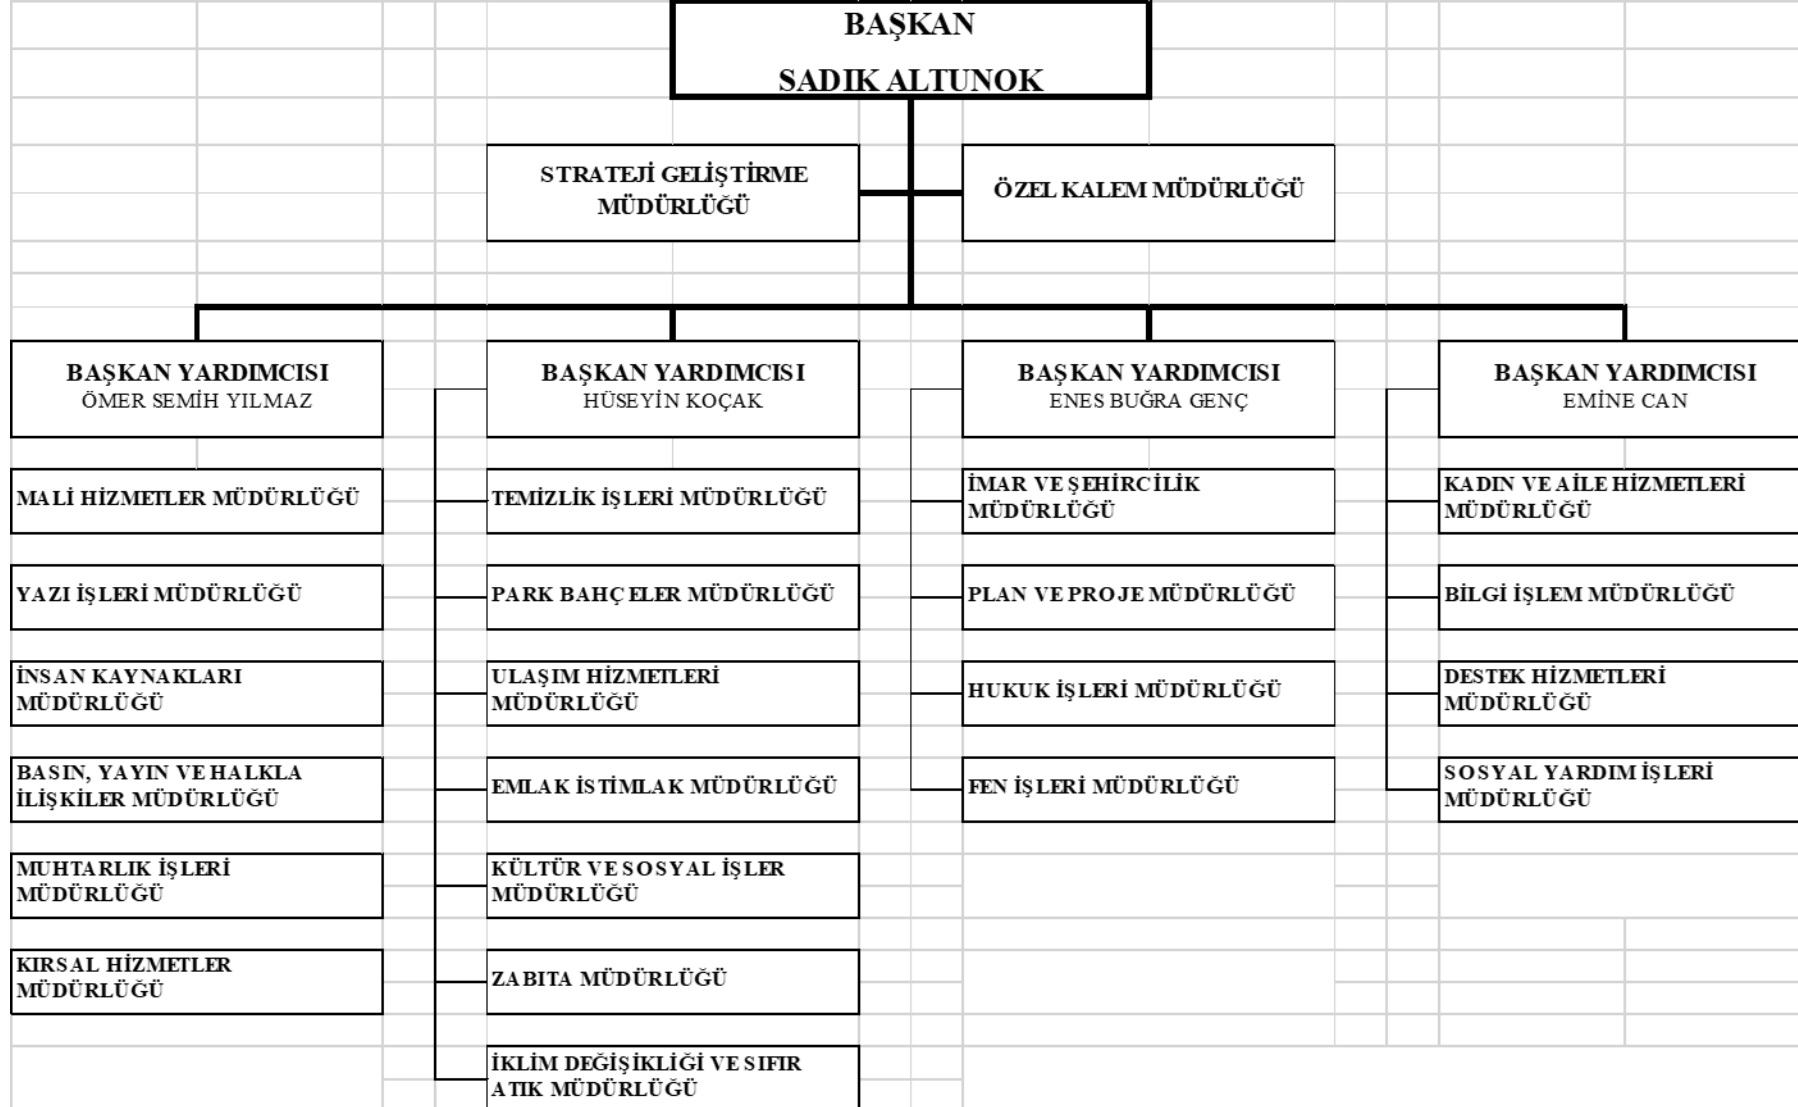 BAŞKAN
SADIK ALTUNOK
STRATEJİ GELİŞTİRME
MÜDÜRLÜĞÜ
ÖZEL KALEM MÜDÜRLÜĞÜ
BAŞKAN YARDIMCISI
ÖMER SEMİH YILMAZ
BAŞKAN YARDIMCISI
HÜSEYİN KOÇAK
BAŞKAN YARDIMCISI
ENES BUĞRA GENÇ
BAŞKAN YARDIMCISI
EMİNE CAN
MALİ HİZMETLER MÜDÜRLÜĞÜ
TEMİZLİK İŞLERİ MÜDÜRLÜĞÜ
İMAR VE ŞEHİRCİLİK
MÜDÜRLÜĞÜ
KADIN VE AİLE HİZMETLERİ
MÜDÜRLÜĞÜ
YAZI İŞLERİ MÜDÜRLÜĞÜ
PARK BAHÇELER MÜDÜRLÜĞÜ
PLAN VE PROJE MÜDÜRLÜĞÜ
BİLGİ İŞLEM MÜDÜRLÜĞÜ
İNSAN KAYNAKLARI
MÜDÜRLÜĞÜ
ULAŞIM HİZMETLERİ
MÜDÜRLÜĞÜ
HUKUK İŞLERİ MÜDÜRLÜĞÜ
DESTEK HİZMETLERİ
MÜDÜRLÜĞÜ
BASIN, YAYIN VE HALKLA
İLİŞKİLER MÜDÜRLÜĞÜ
EMLAK İSTİMLAK MÜDÜRLÜĞÜ
FEN İŞLERİ MÜDÜRLÜĞÜ
SOSYAL YARDIM İŞLERİ
MÜDÜRLÜĞÜ
MUHTARLIK İŞLERİ
MÜDÜRLÜĞÜ
KÜLTÜR VE SOSYAL İŞLER
MÜDÜRLÜĞÜ
KIRSAL HİZMETLER
MÜDÜRLÜĞÜ
ZABITA MÜDÜRLÜĞÜ
İKLİM DEĞİŞİKLİĞİ VE SIFIR
ATIK MÜDÜRLÜĞÜ